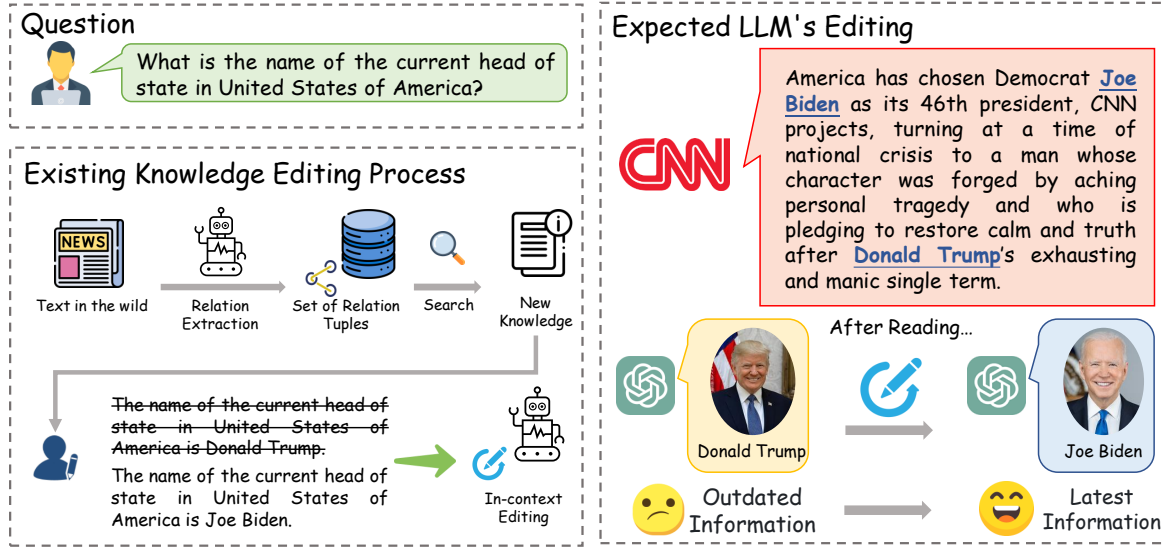 Question
What is the name of the current head of
state in United States of America?
Existing Knowledge Editing Process
NEWS
Text in the wild
Relation
Extraction
Set of Relation
Tuples
Search
New
Knowledge
The name of the current head of
state in United States of
America is Donald Trump.
The name of the current head of
state in United States of
America is Joe Biden.
In-context
Editing
Expected LLM's Editing
CNN
America has chosen Democrat Joe
Biden as its 46th president, CNN
projects, turning at a time of
national crisis to a man whose
character was forged by aching
personal tragedy and who is
pledging to restore calm and truth
after Donald Trump's exhausting
and manic single term.
After Reading...
Donald Trump
Joe Biden
Outdated
Information
Latest
Information